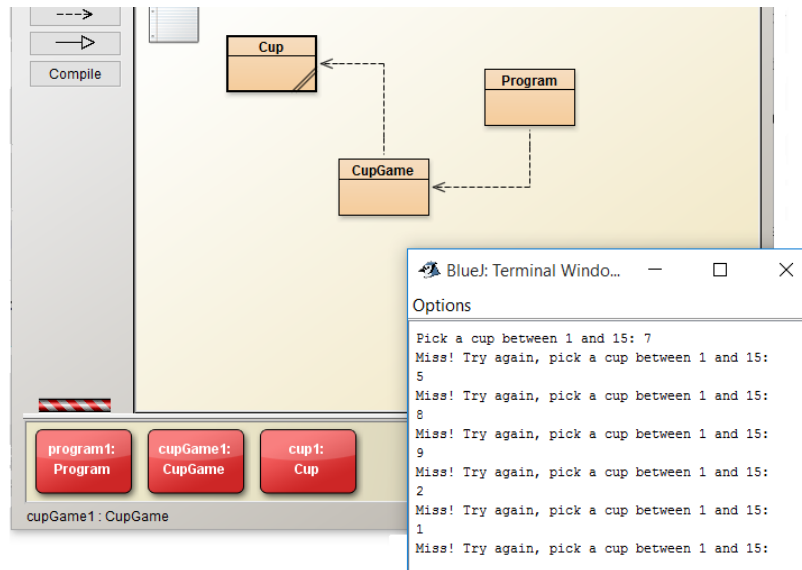 Compile
Cup
Program
CupGame
BlueJ: Terminal Windo...
Options
Pick a cup between 1 and 15: 7
Miss! Try again, pick a cup between 1 and 15:
5
Miss! Try again, pick a cup between 1 and 15:
8
Miss! Try again, pick a cup between 1 and 15:
9
Miss! Try again, pick a cup between 1 and 15:
2
Miss! Try again, pick a cup between 1 and 15:
1
Miss! Try again, pick a cup between 1 and 15:
program1:
Program
cupGame1:
CupGame
cup1:
Cup
cupGame1 : CupGame